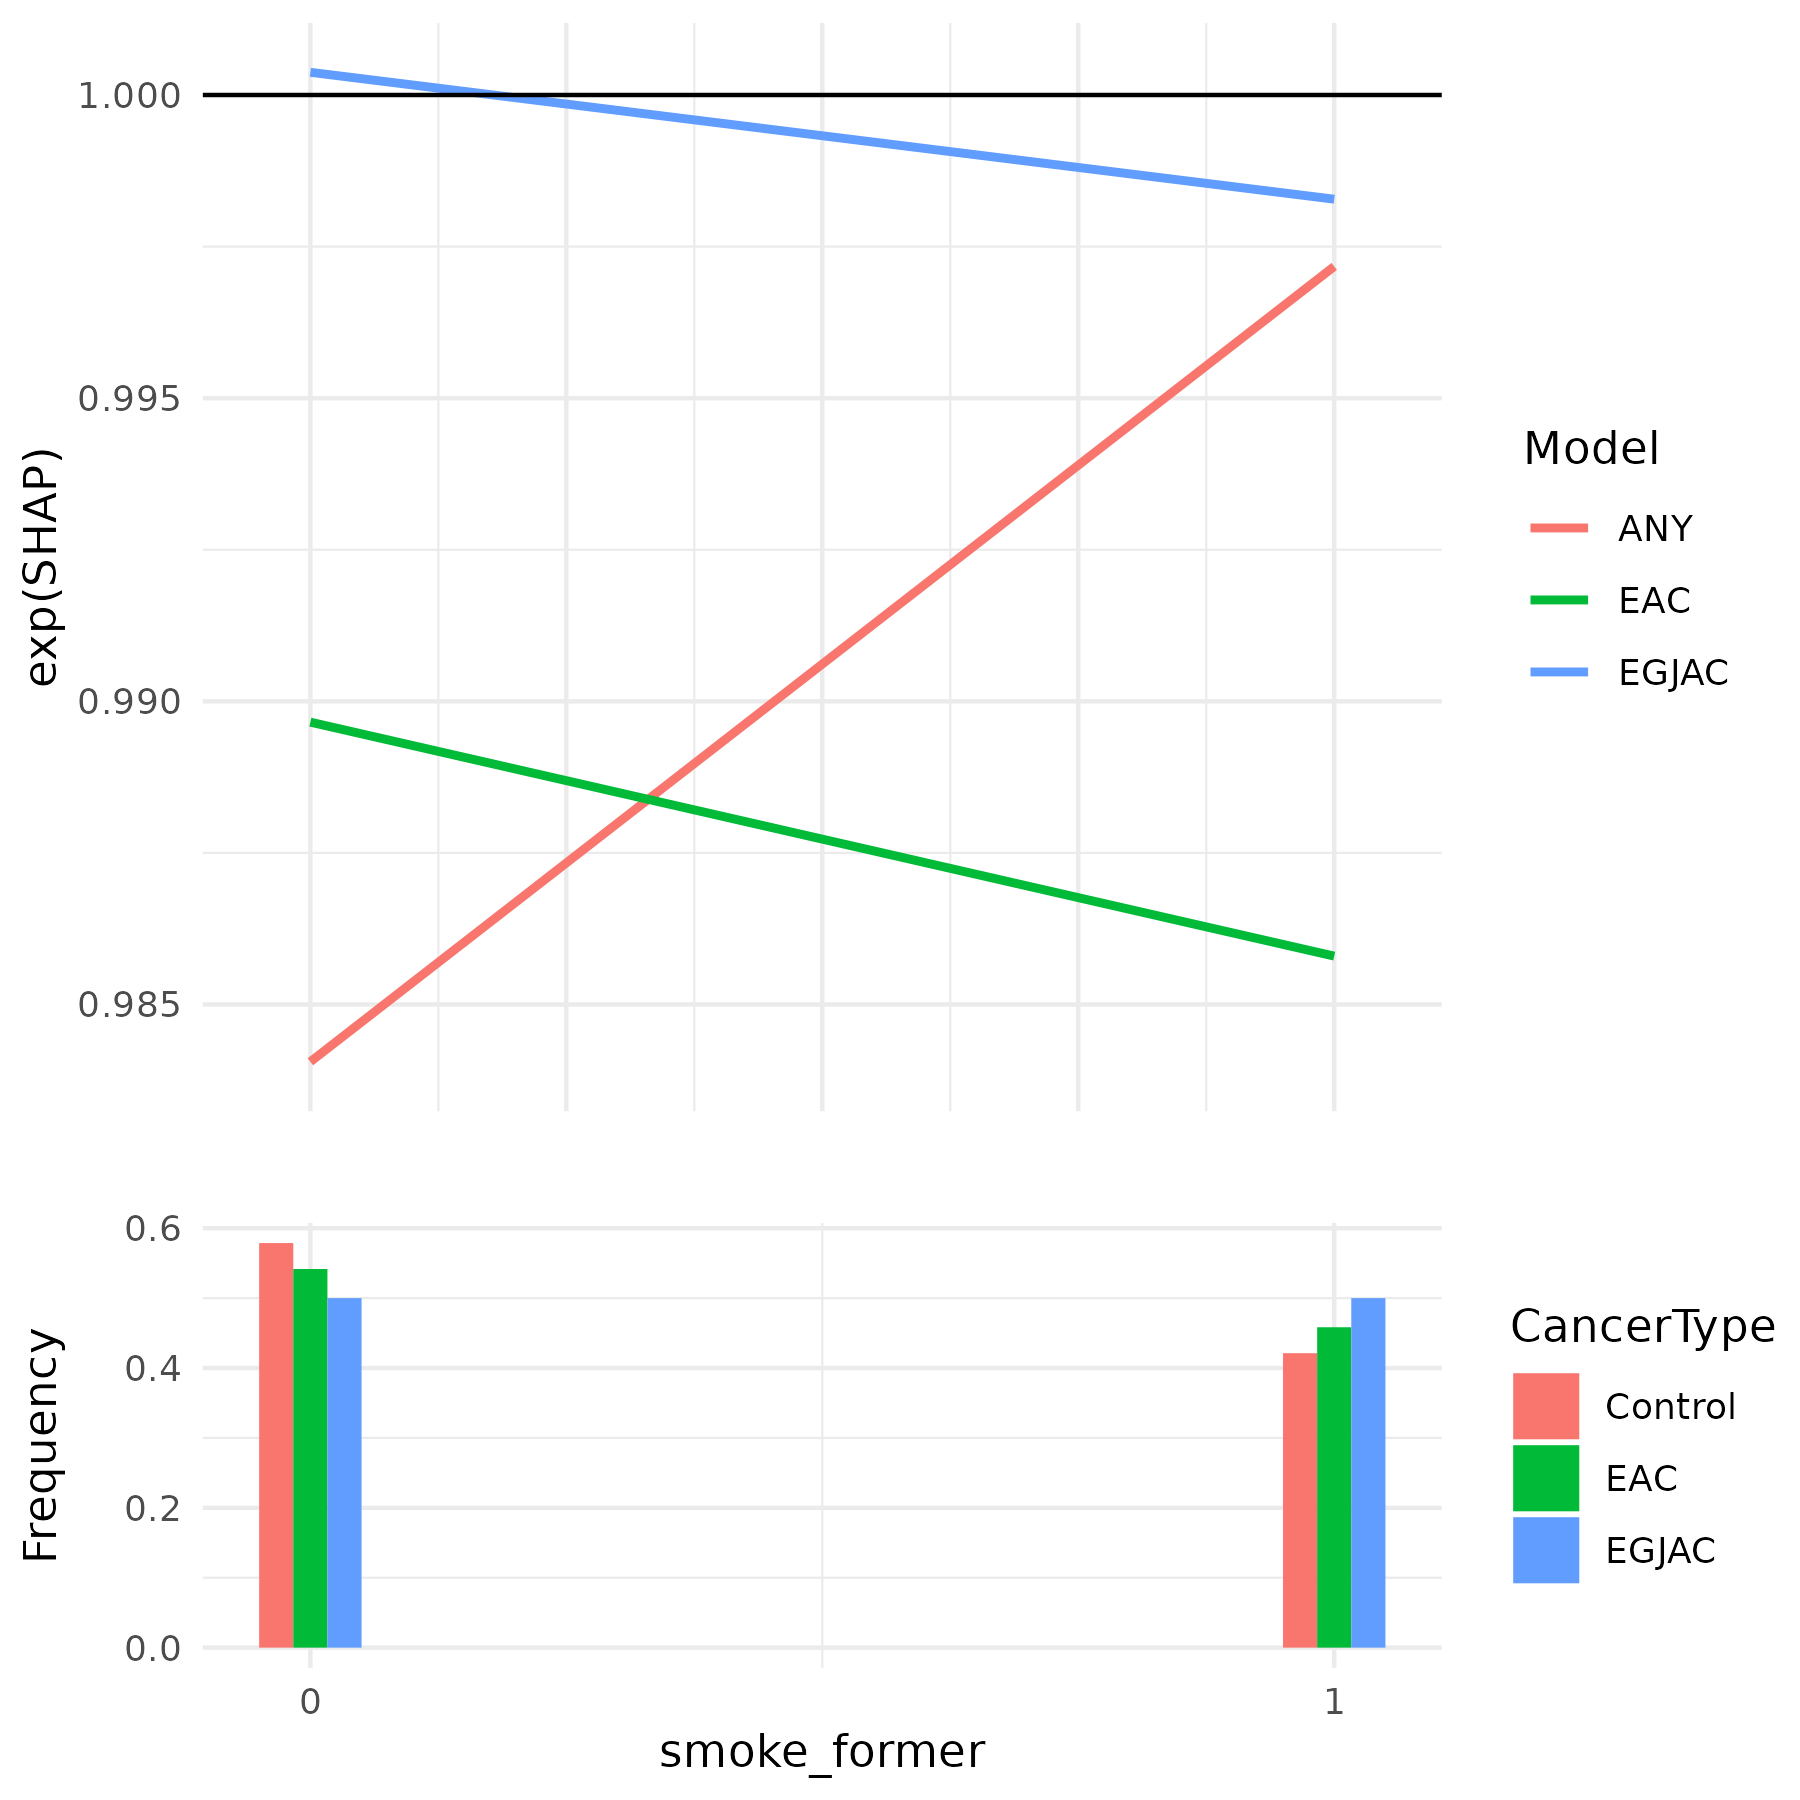 1.000
0.995
0.990
0.985
exp(SHAP)
Model
ANY
EAC
EGJAC
0.6
0.4
0.2
0.0
Frequency
0
1
smoke_former
CancerType
Control
EAC
EGJAC